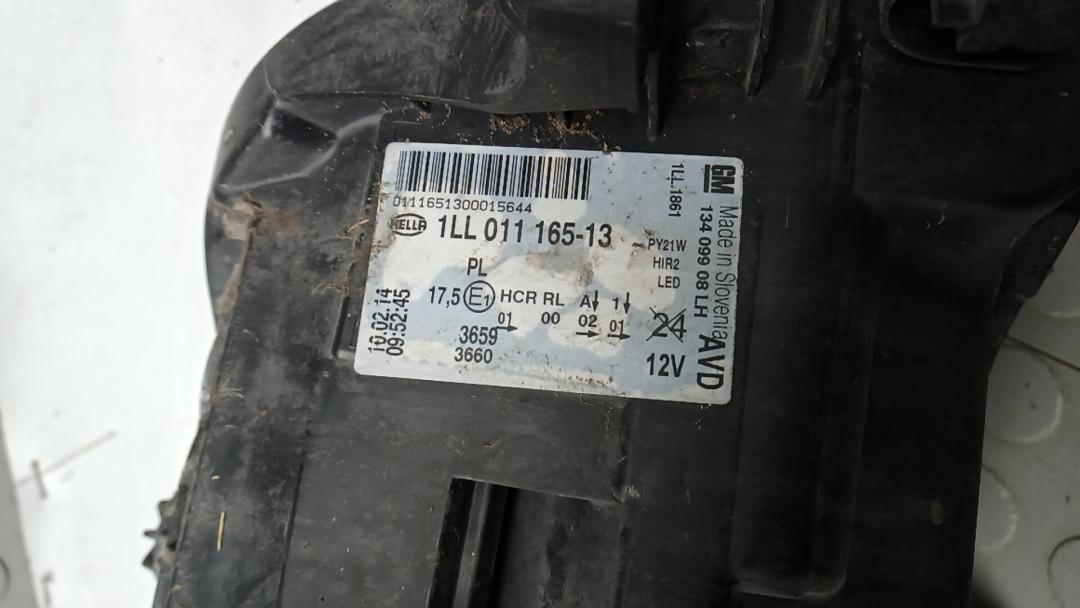 0111651300015644
HELLA 1LL 011 165-13
PL
17,5 E1 HCR RL A 1
01 00 02 01
3659
3660
10.02.14
09:52:45
PY21W
HIR2
LED
24
12V
1LL.1861
GM 134 099 08 LH AVD
Made in Slovenia